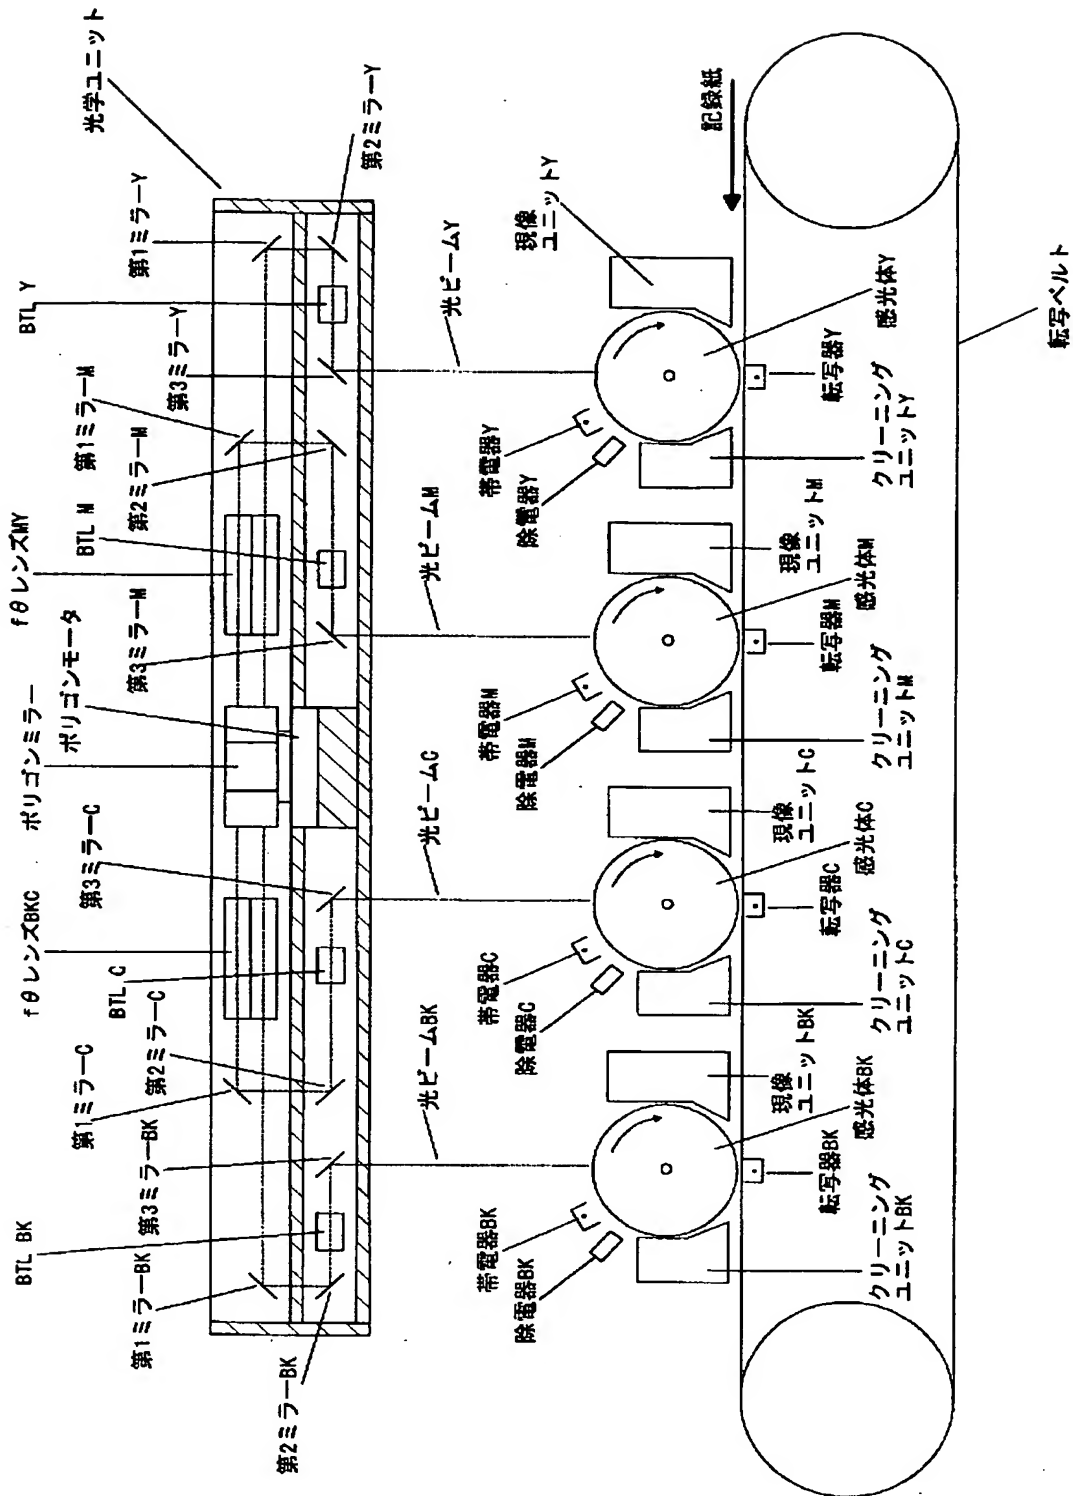 光学ユニット
fθレンズBKC
ポリゴンミラー
ポリゴンモータ
fθレンズMY
BTL BK
第1ミラーBK
第2ミラーBK
第3ミラーBK
第1ミラーC
第2ミラーC
BTL C
第3ミラーC
第3ミラーM
BTL M
第2ミラーM
第1ミラーM
第3ミラーY
BTL Y
第1ミラーY
第2ミラーY
光ビームBK
光ビームC
光ビームM
光ビームY
帯電器BK
除電器BK
現像
ユニットBK
感光体BK
転写器BK
クリーニング
ユニットBK
帯電器C
除電器C
現像
ユニットC
感光体C
転写器C
クリーニング
ユニットC
帯電器M
除電器M
現像
ユニットM
感光体M
転写器M
クリーニング
ユニットM
帯電器Y
除電器Y
現像
ユニットY
感光体Y
転写器Y
クリーニング
ユニットY
記録紙
転写ベルト